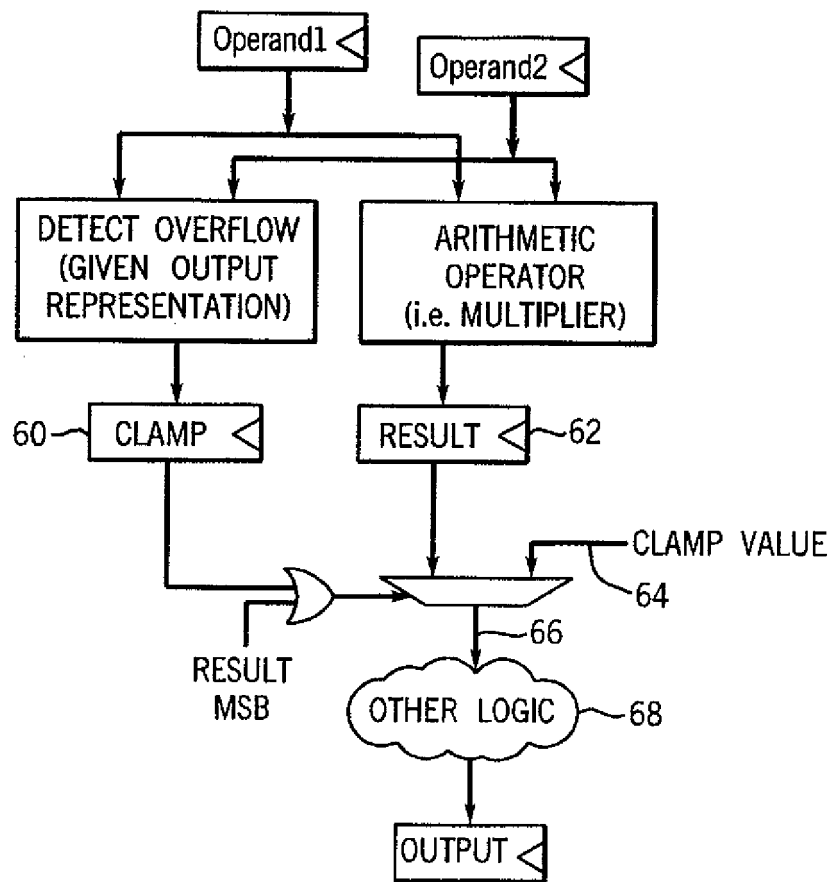 Operand1
Operand2
DETECT OVERFLOW
(GIVEN OUTPUT
REPRESENTATION)
ARITHMETIC
OPERATOR
(i.e. MULTIPLIER)
60
CLAMP
RESULT
62
CLAMP VALUE
64
RESULT
MSB
66
OTHER LOGIC
68
OUTPUT